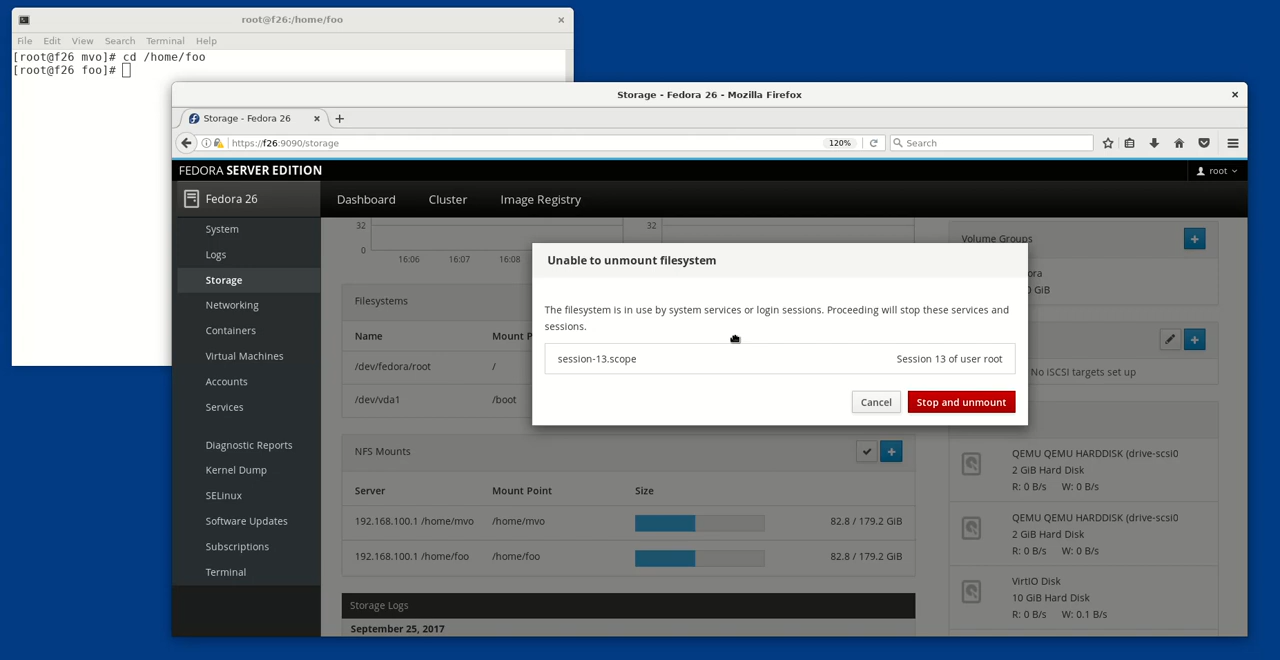 root@f26:/home/foo
File Edit View Search Terminal Help
[root@f26 mvo]# cd /home/foo
[root@f26 foo]#
Storage - Fedora 26 - Mozilla Firefox
Storage - Fedora 26
https://f26:9090/storage
120%
Search
FEDORA SERVER EDITION
root
Fedora 26
Dashboard Cluster Image Registry
System
Logs
Storage
Networking
Containers
Virtual Machines
Accounts
Services
Diagnostic Reports
Kernel Dump
SELinux
Software Updates
Subscriptions
Terminal
32
0
16:06 16:07 16:08
32
Filesystems
Name Mount P
/dev/fedora/root /
/dev/vda1 /boot
Unable to unmount filesystem
The filesystem is in use by system services or login sessions. Proceeding will stop these services and
sessions.
session-13.scope Session 13 of user root
Cancel Stop and unmount
NFS Mounts
Server Mount Point Size
192.168.100.1 /home/mvo /home/mvo 82.8 / 179.2 GiB
192.168.100.1 /home/foo /home/foo 82.8 / 179.2 GiB
Storage Logs
September 25, 2017
Volume Groups
ora
0 GiB
No iSCSI targets set up
QEMU QEMU HARDDISK (drive-scsi0
2 GiB Hard Disk
R: 0 B/s W: 0 B/s
QEMU QEMU HARDDISK (drive-scsi0
2 GiB Hard Disk
R: 0 B/s W: 0 B/s
VirtIO Disk
10 GiB Hard Disk
R: 0 B/s W: 0.1 B/s